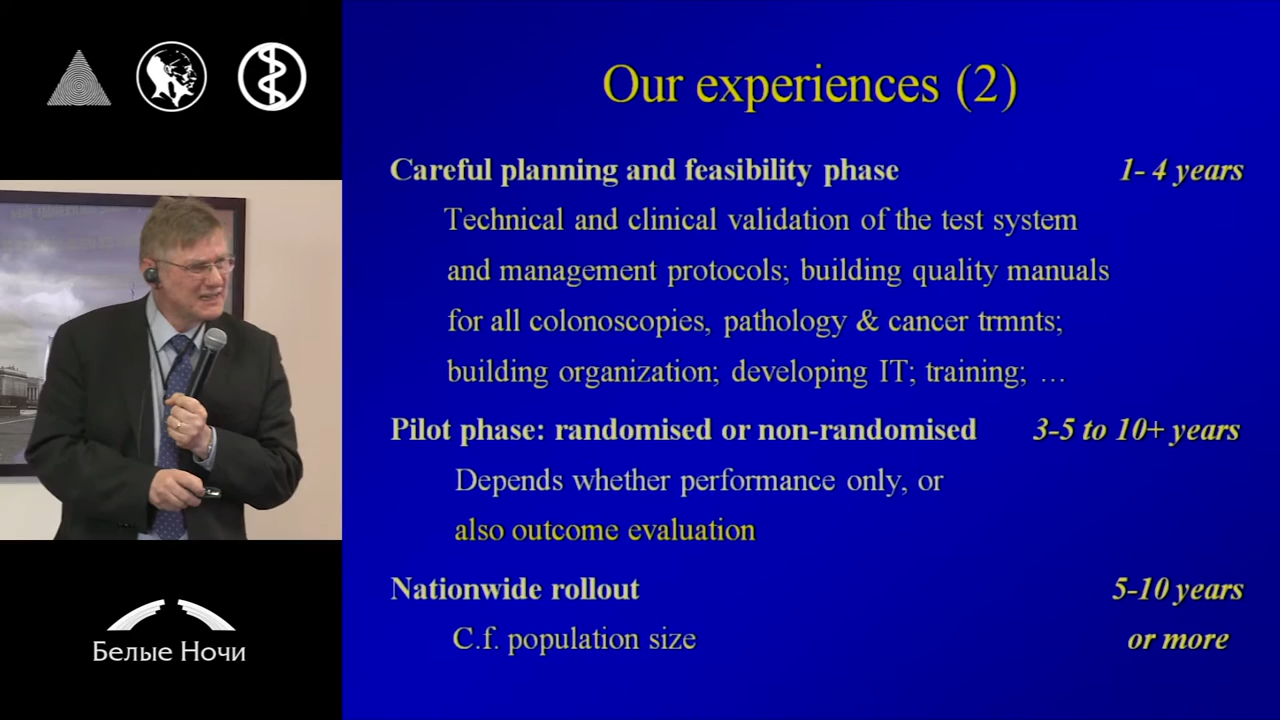 Our experiences (2)
Careful planning and feasibility phase 1- 4 years
Technical and clinical validation of the test system
and management protocols; building quality manuals
for all colonoscopies, pathology & cancer trmnts;
building organization; developing IT; training; …
Pilot phase: randomised or non-randomised 3-5 to 10+ years
Depends whether performance only, or
also outcome evaluation
Nationwide rollout 5-10 years
C.f. population size or more
Белые Ночи